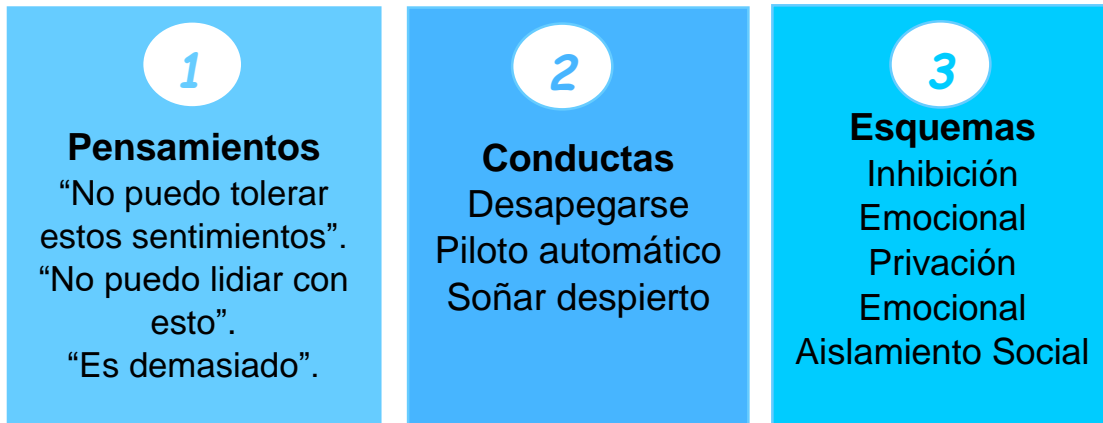 1
Pensamientos
“No puedo tolerar
estos sentimientos”.
“No puedo lidiar con
esto”.
“Es demasiado”.
2
Conductas
Desapegarse
Piloto automático
Soñar despierto
3
Esquemas
Inhibición
Emocional
Privación
Emocional
Aislamiento Social